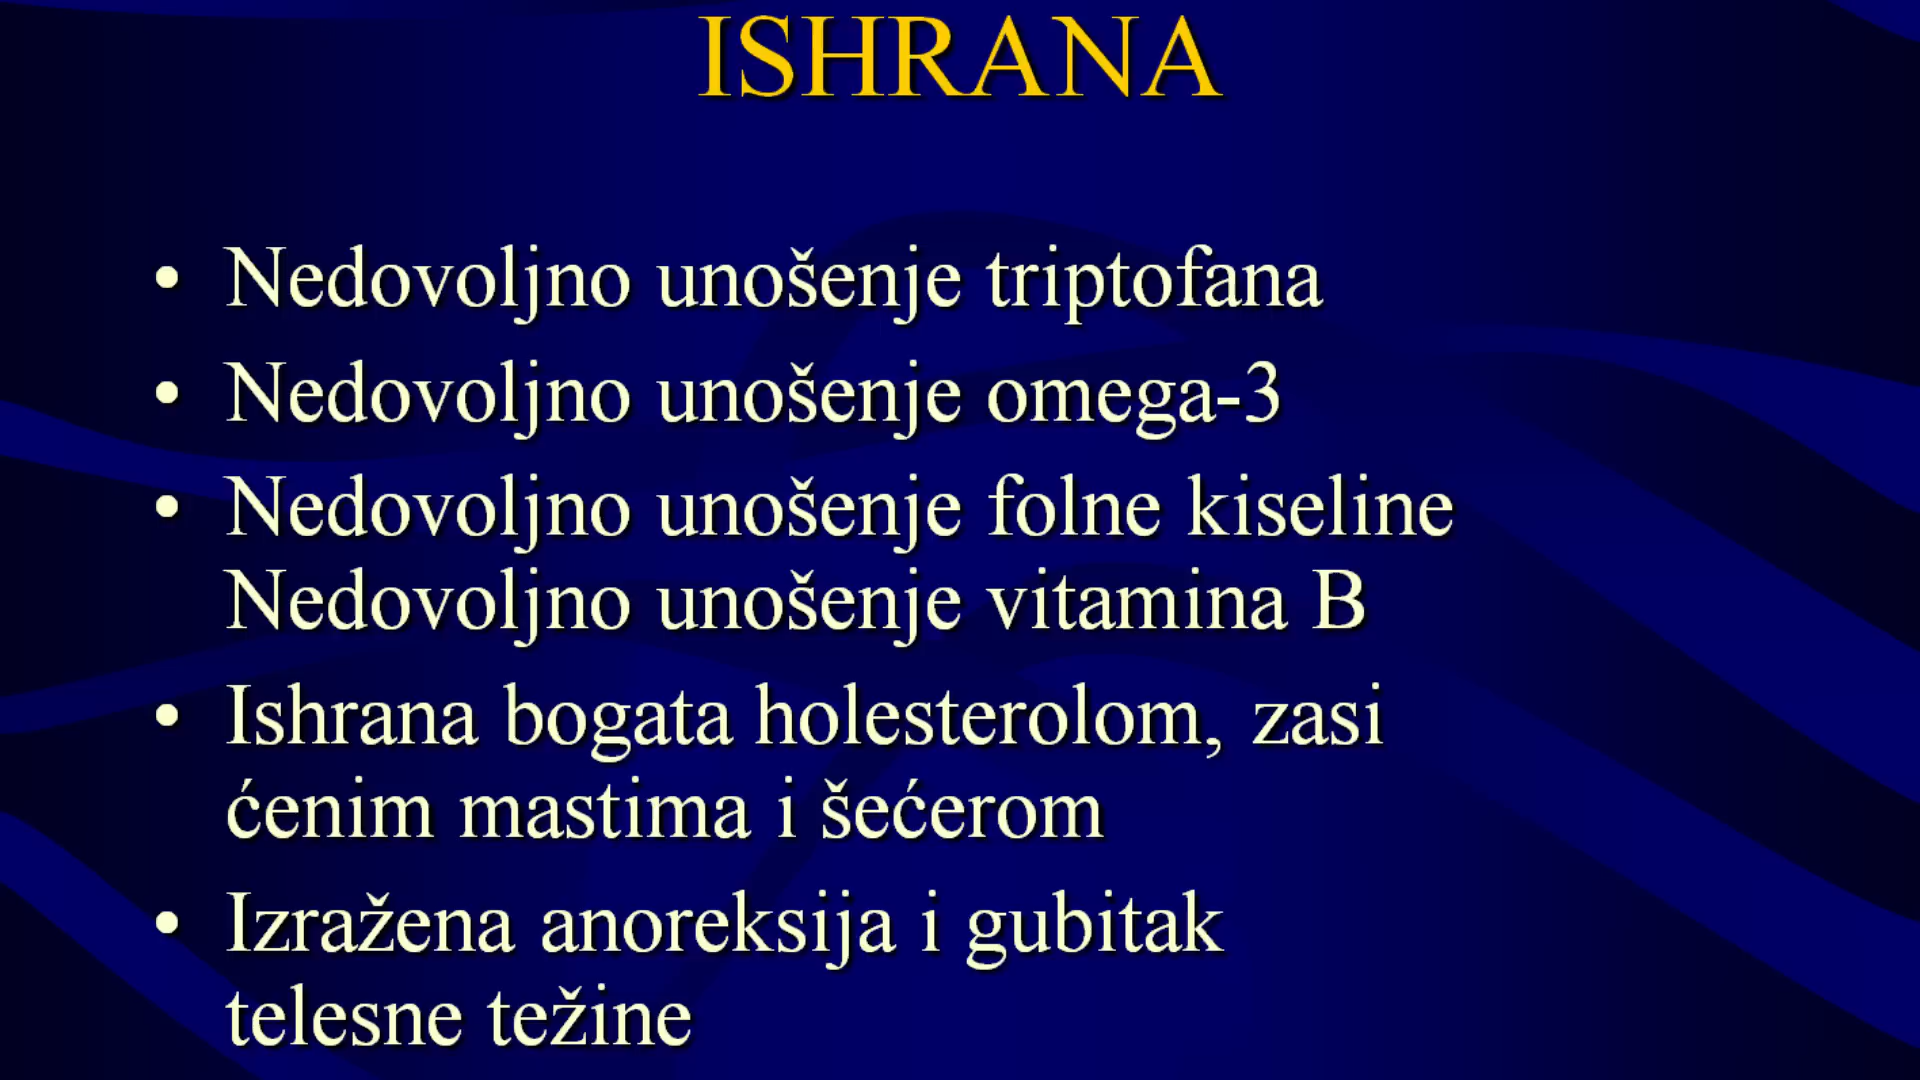 ISHRANA
• Nedovoljno unošenje triptofana
• Nedovoljno unošenje omega-3
• Nedovoljno unošenje folne kiseline
Nedovoljno unošenje vitamina B
• Ishrana bogata holesterolom, zasi
ćenim mastima i šećerom
• Izražena anoreksija i gubitak
telesne težine